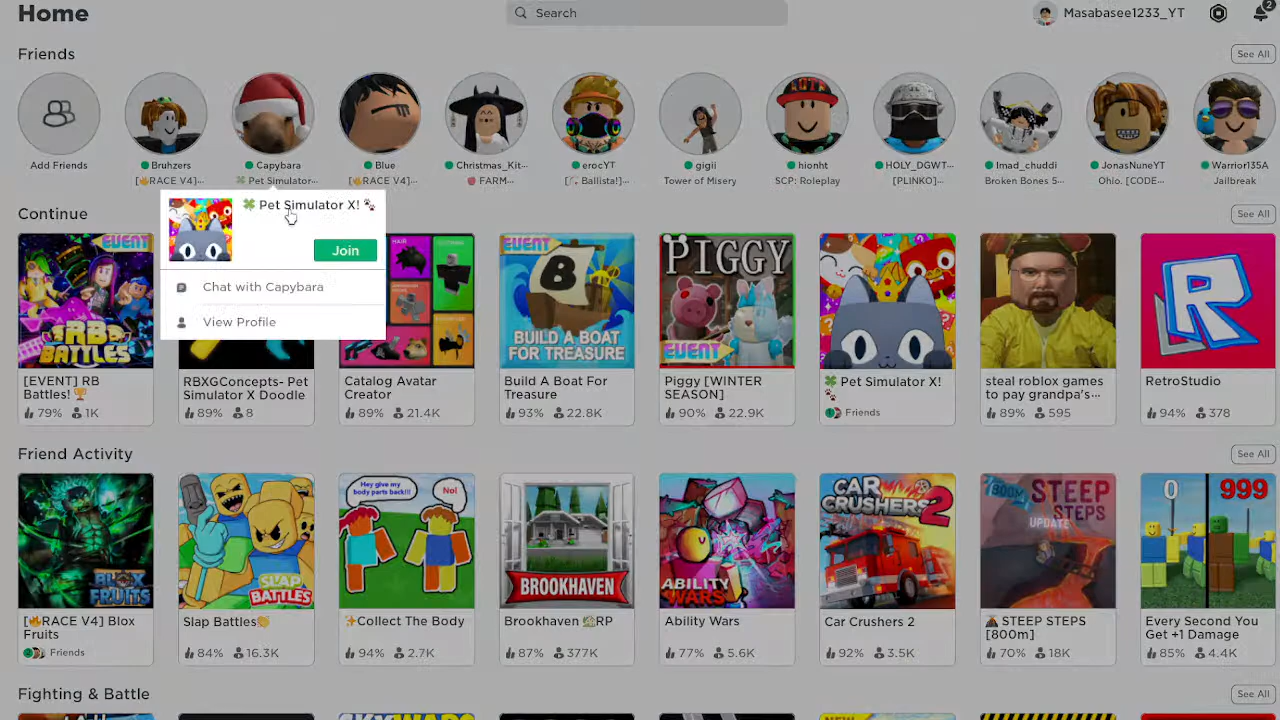 Home
Search
Masabasee1233_YT
2
Friends
See All
Add Friends
Bruhzers
[🔥RACE V4]...
Capybara
🍀 Pet Simulator...
Blue
[🔥RACE V4]...
Christmas_Kit...
FARM...
erocYT
Ballista!]...
gigii
Tower of Misery
hionht
SCP: Roleplay
HOLY_DGWT...
[PLINKO]...
Imad_chuddi
Broken Bones 5...
JonasNuneYT
Ohio. [CODE...
Warrior135A
Jailbreak
🍀 Pet Simulator X! 🐾
Join
Chat with Capybara
View Profile
Continue
See All
EVENT
RB
BATTLES
HAIR
EVENT
B
BUILD A BOAT
FOR TREASURE
PIGGY
EVENT
R
[EVENT] RB
Battles! 🏆
79% 1K
RBXGConcepts- Pet
Simulator X Doodle
89% 8
Catalog Avatar
Creator
89% 21.4K
Build A Boat For
Treasure
93% 22.8K
Piggy [WINTER
SEASON]
90% 22.9K
🍀 Pet Simulator X!
🐾
Friends
steal roblox games
to pay grandpa's...
89% 595
RetroStudio
94% 378
Friend Activity
See All
BLOX
FRUITS
SLAP
BATTLES
Hey give my
body parts back!!!
No!
BROOKHAVEN
ABILITY
WARS
CAR
CRUSHERS 2
800M
STEEP
STEPS
UPDATE
0
999
[🔥RACE V4] Blox
Fruits
Friends
Slap Battles👏
84% 16.3K
✨Collect The Body
94% 2.7K
Brookhaven 🏡RP
87% 377K
Ability Wars
77% 5.6K
Car Crushers 2
92% 3.5K
🌋 STEEP STEPS
[800m]
70% 18K
Every Second You
Get +1 Damage
85% 4.4K
Fighting & Battle
See All